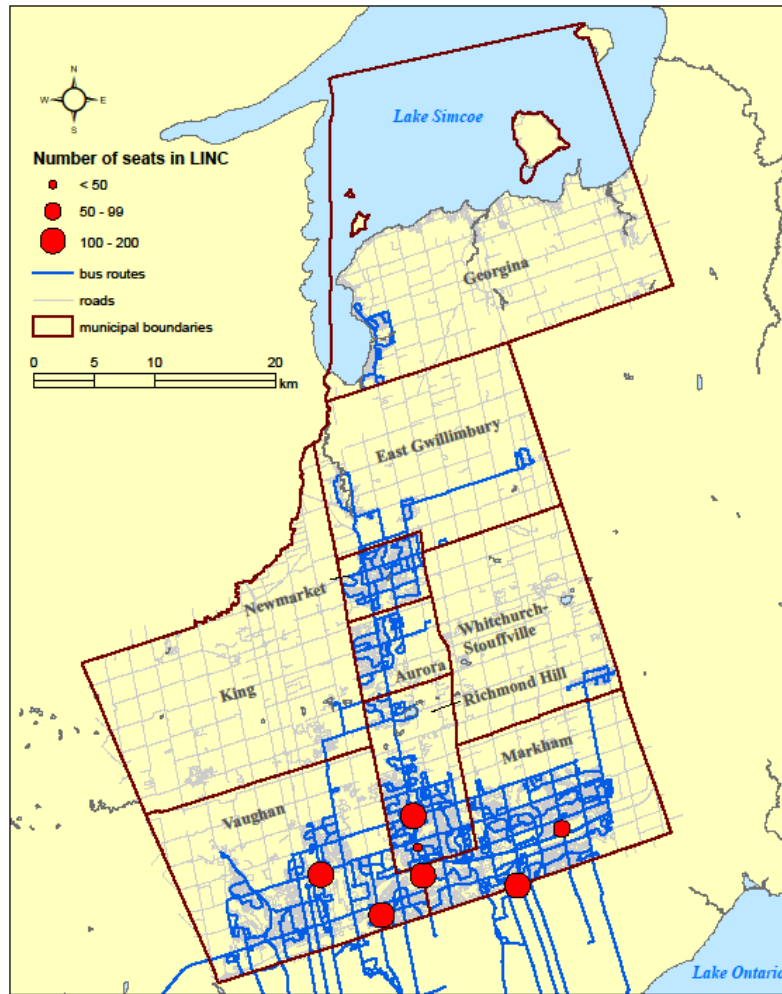 N
W
E
S
Lake Simcoe
Number of seats in LINC
< 50
50 - 99
100 - 200
bus routes
roads
municipal boundaries
0 5 10 20
km
Georgina
East Gwillimbury
Newmarket
Whitchurch-
Stouffville
Aurora
King
Richmond Hill
Markham
Vaughan
Lake Ontario